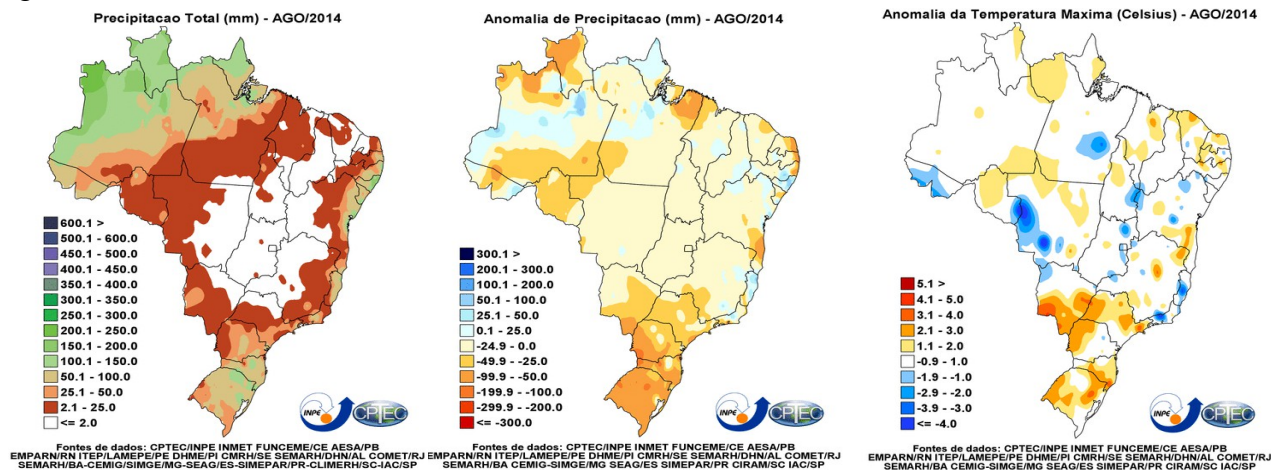 Precipitacao Total (mm) - AGO/2014
600.1 >
500.1 - 600.0
450.1 - 500.0
400.1 - 450.0
350.1 - 400.0
300.1 - 350.0
250.1 - 300.0
200.1 - 250.0
150.1 - 200.0
100.1 - 150.0
50.1 - 100.0
25.1 - 50.0
2.1 - 25.0
<= 2.0
INPE
CPTEC
Fontes de dados: CPTEC/INPE INMET FUNCEME/CE AESA/PB
EMPARN/RN ITEP/LAMEPE/PE DHME/PI CMRH/SE SEMARH/DHN/AL COMET/RJ
SEMARH/BA-CEMIG/SIMGE/MG-SEAG/ES-SIMEPAR/PR-CLIMERH/SC-IAC/SP
Anomalia de Precipitacao (mm) - AGO/2014
300.1 >
200.1 - 300.0
100.1 - 200.0
50.1 - 100.0
25.1 - 50.0
0.1 - 25.0
-24.9 - 0.0
-49.9 - -25.0
-99.9 - -50.0
-199.9 - -100.0
-299.9 - -200.0
<= -300.0
INPE
CPTEC
Fontes de dados: CPTEC/INPE INMET FUNCEME/CE AESA/PB
EMPARN/RN ITEP/LAMEPE/PE DHME/PI CMRH/SE SEMARH/DHN/AL COMET/RJ
SEMARH/BA CEMIG-SIMGE/MG SEAG/ES SIMEPAR/PR CIRAM/SC IAC/SP
Anomalia da Temperatura Maxima (Celsius) - AGO/2014
5.1 >
4.1 - 5.0
3.1 - 4.0
2.1 - 3.0
1.1 - 2.0
-0.9 - 1.0
-1.9 - -1.0
-2.9 - -2.0
-3.9 - -3.0
<= -4.0
INPE
CPTEC
Fontes de dados: CPTEC/INPE INMET FUNCEME/CE AESA/PB
EMPARN/RN ITEP/LAMEPE/PE DHME/PI CMRH/SE SEMARH/DHN/AL COMET/RJ
SEMARH/BA CEMIG-SIMGE/MG SEAG/ES SIMEPAR/PR CIRAM/SC IAC/SP